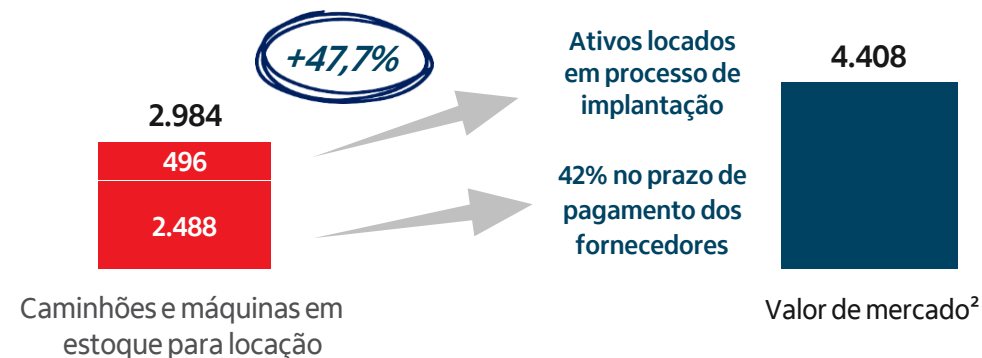 +47,7%
Ativos locados
em processo de
implantação
4.408
2.984
496
2.488
42% no prazo de
pagamento dos
fornecedores
Caminhões e máquinas em
estoque para locação
Valor de mercado²